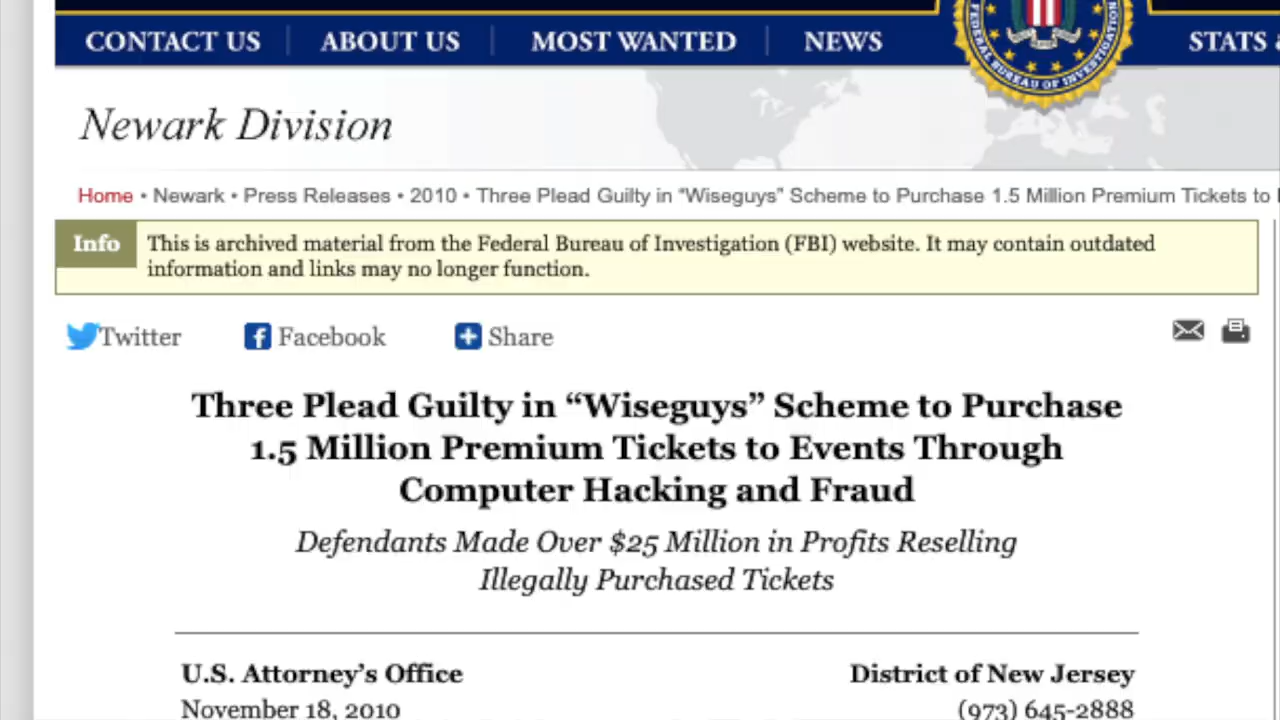 CONTACT US ABOUT US MOST WANTED NEWS STATS &
FEDERAL BUREAU OF INVESTIGATION
Newark Division
Home • Newark • Press Releases • 2010 • Three Plead Guilty in “Wiseguys” Scheme to Purchase 1.5 Million Premium Tickets to
Info This is archived material from the Federal Bureau of Investigation (FBI) website. It may contain outdated
information and links may no longer function.
Twitter Facebook Share
Three Plead Guilty in “Wiseguys” Scheme to Purchase
1.5 Million Premium Tickets to Events Through
Computer Hacking and Fraud
Defendants Made Over $25 Million in Profits Reselling
Illegally Purchased Tickets
U.S. Attorney’s Office District of New Jersey
November 18, 2010 (973) 645-2888